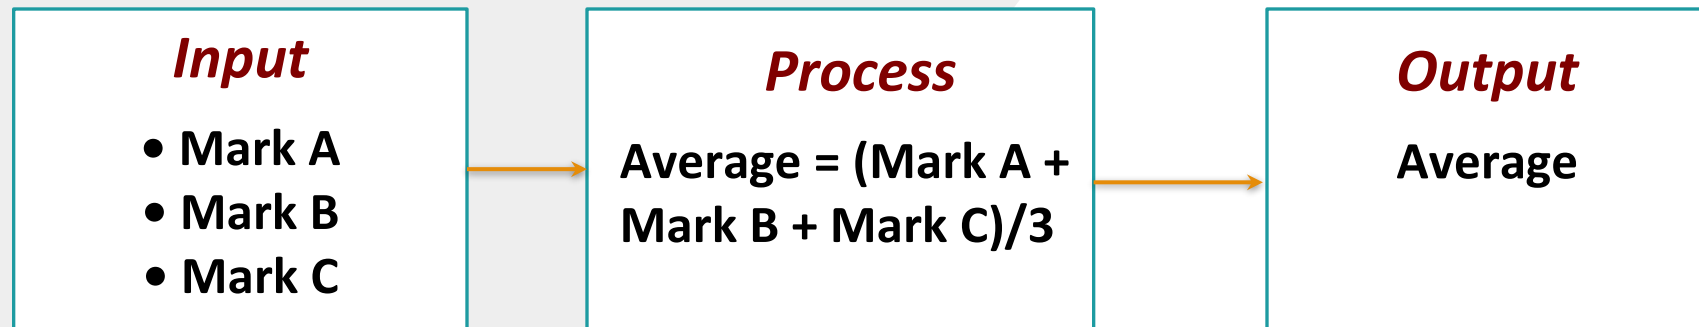 Input
• Mark A
• Mark B
• Mark C
Process
Average = (Mark A +
Mark B + Mark C)/3
Output
Average